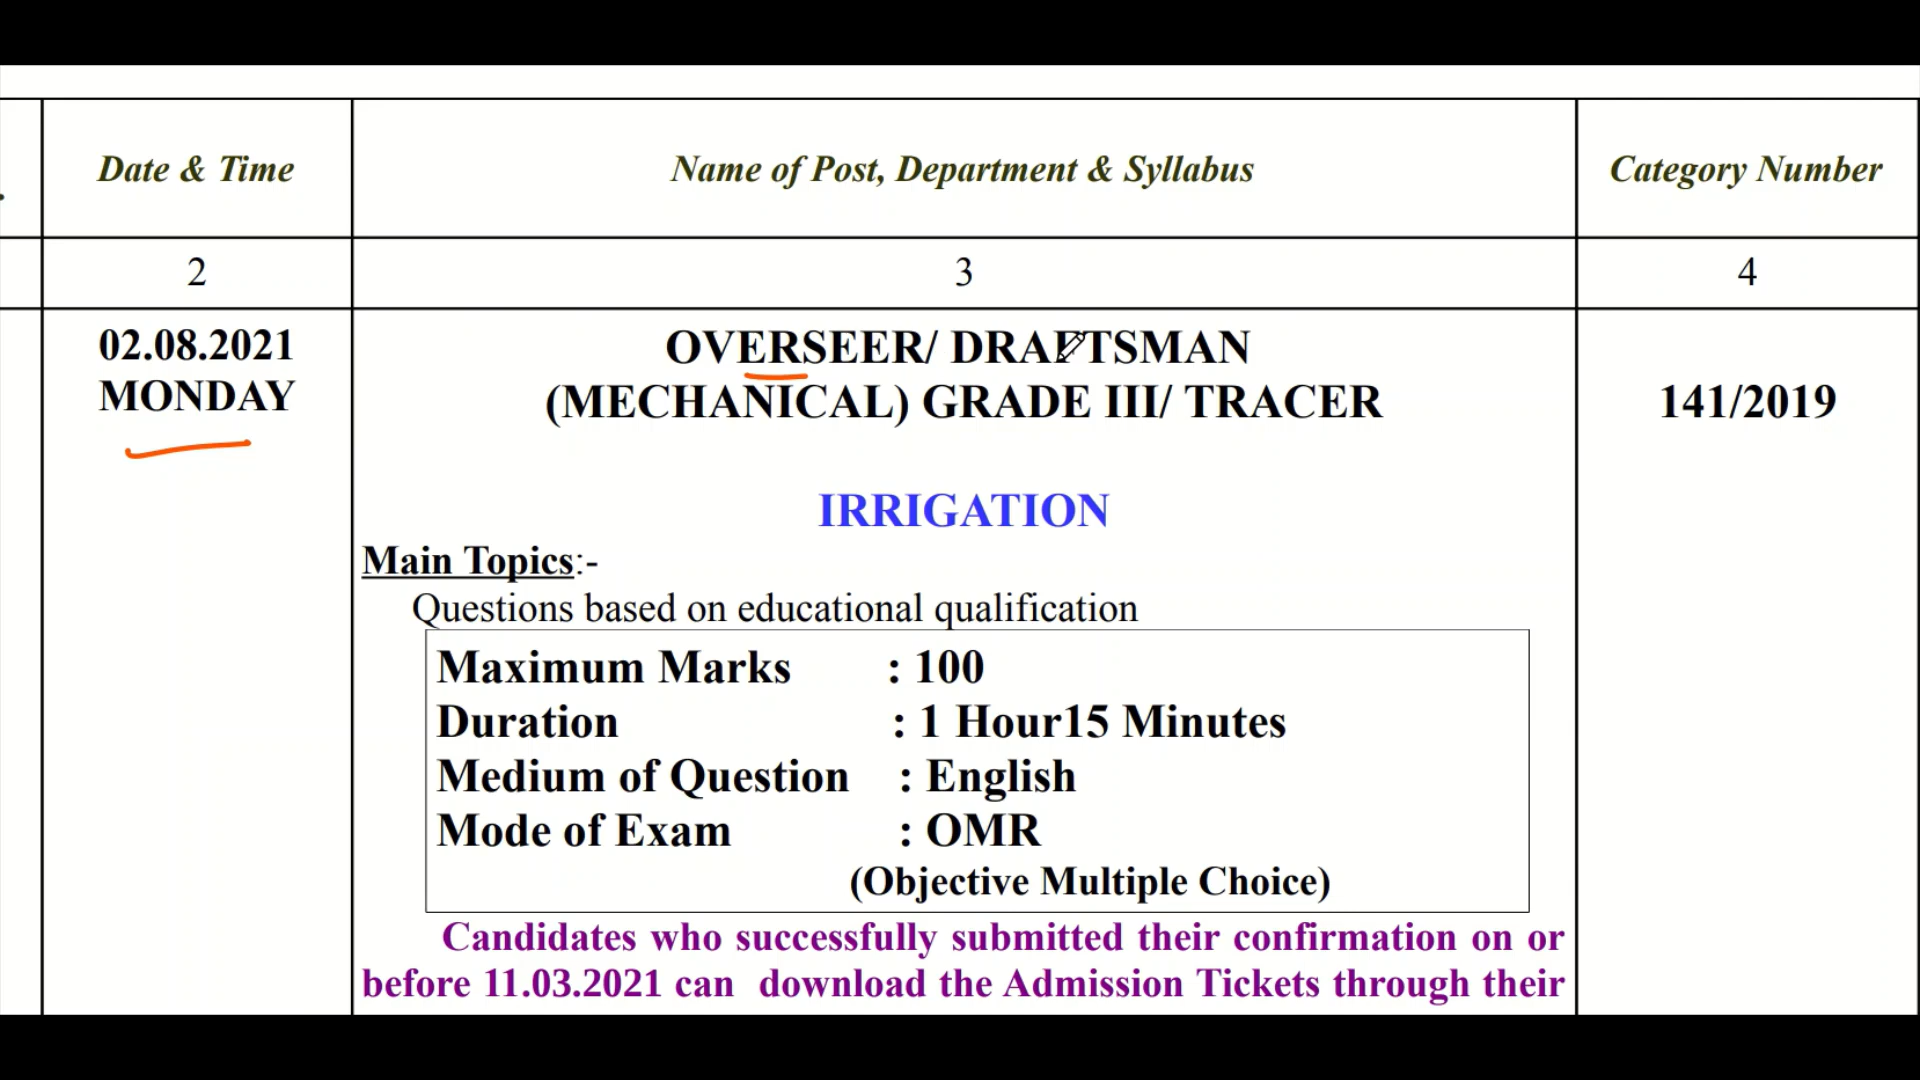 Date & Time
Name of Post, Department & Syllabus
Category Number
2
3
4
02.08.2021
MONDAY
OVERSEER/ DRAFTSMAN
(MECHANICAL) GRADE III/ TRACER
141/2019
IRRIGATION
Main Topics:-
Questions based on educational qualification
Maximum Marks : 100
Duration : 1 Hour15 Minutes
Medium of Question : English
Mode of Exam : OMR
(Objective Multiple Choice)
Candidates who successfully submitted their confirmation on or
before 11.03.2021 can download the Admission Tickets through their